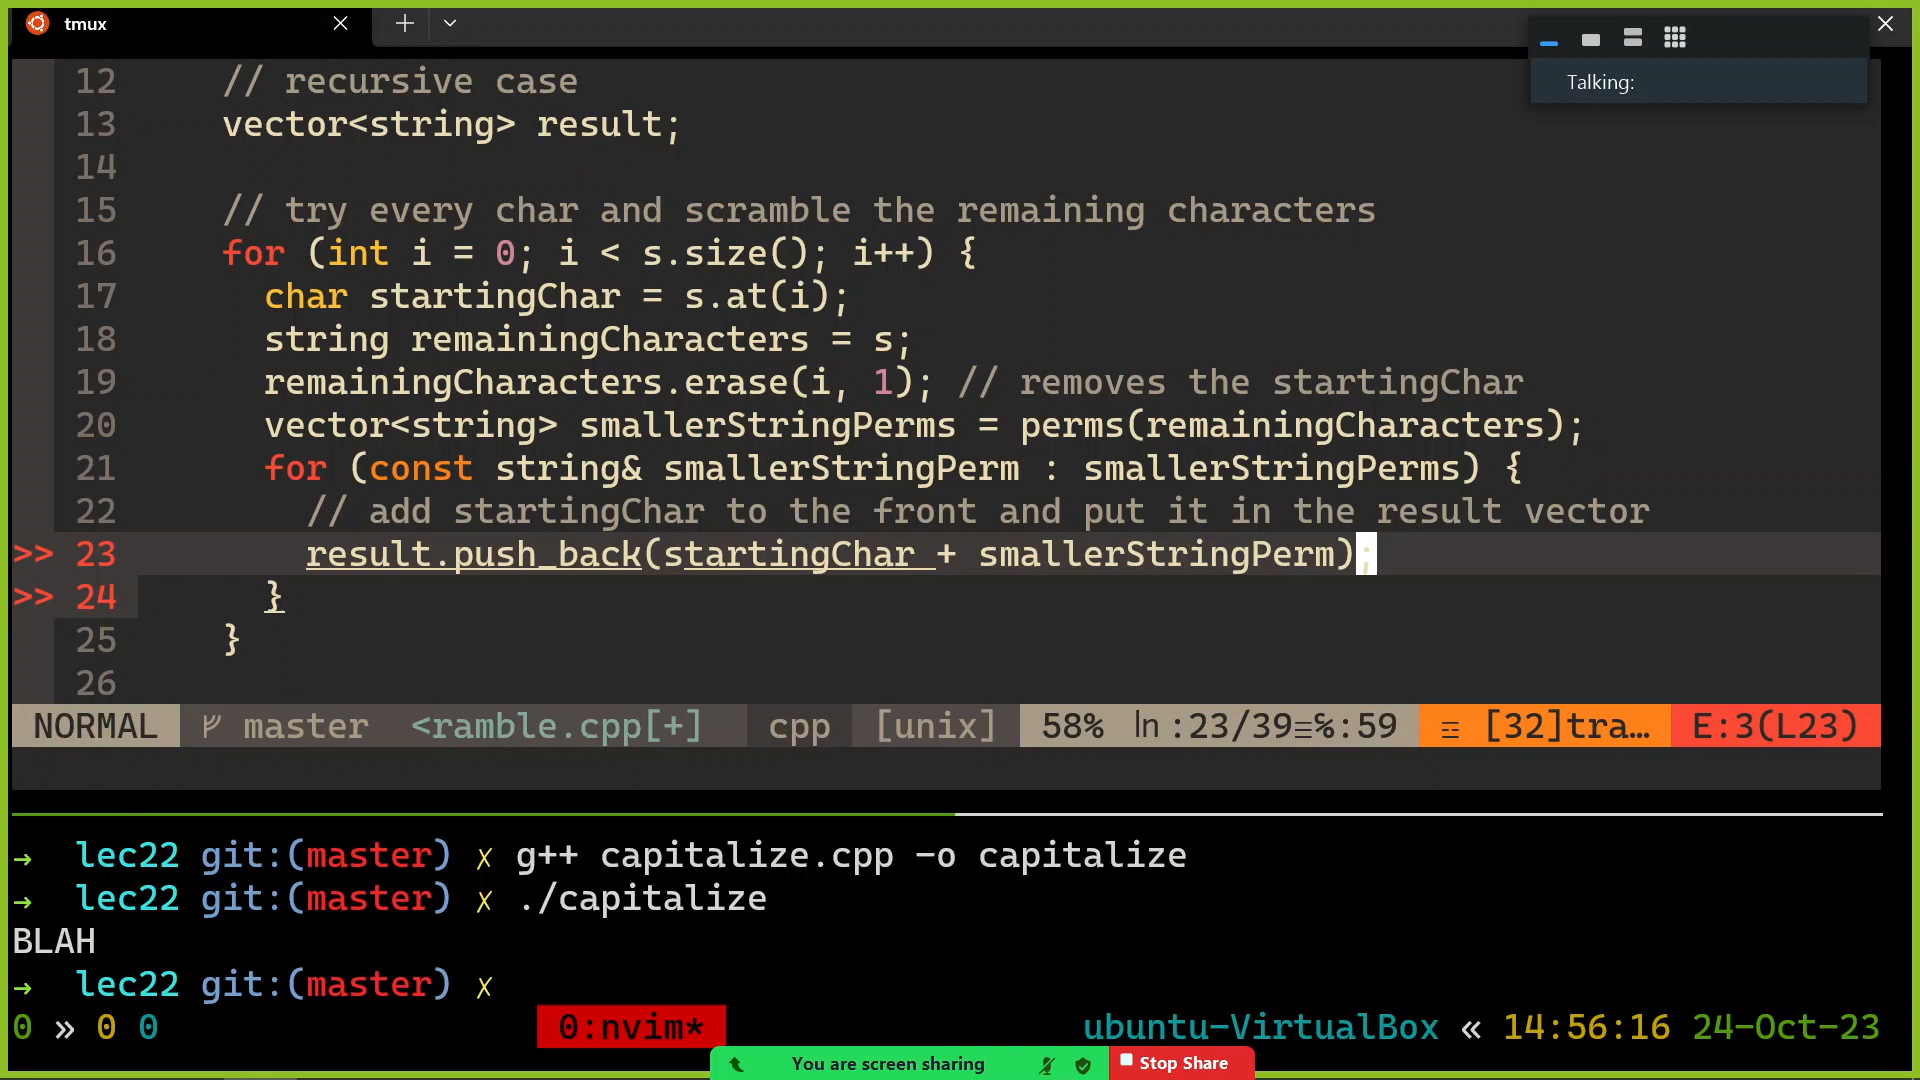 tmux
Talking:
12 // recursive case
13 vector<string> result;
14
15 // try every char and scramble the remaining characters
16 for (int i = 0; i < s.size(); i++) {
17 char startingChar = s.at(i);
18 string remainingCharacters = s;
19 remainingCharacters.erase(i, 1); // removes the startingChar
20 vector<string> smallerStringPerms = perms(remainingCharacters);
21 for (const string& smallerStringPerm : smallerStringPerms) {
22 // add startingChar to the front and put it in the result vector
>> 23 result.push_back(startingChar + smallerStringPerm);
>> 24 }
25 }
26
NORMAL master <ramble.cpp[+] cpp [unix] 58% ln :23/39≡℅:59 ☲ [32]tra… E:3(L23)
→ lec22 git:(master) ✗ g++ capitalize.cpp -o capitalize
→ lec22 git:(master) ✗ ./capitalize
BLAH
→ lec22 git:(master) ✗
0 » 0 0 0:nvim* ubuntu-VirtualBox « 14:56:16 24-Oct-23
You are screen sharing Stop Share